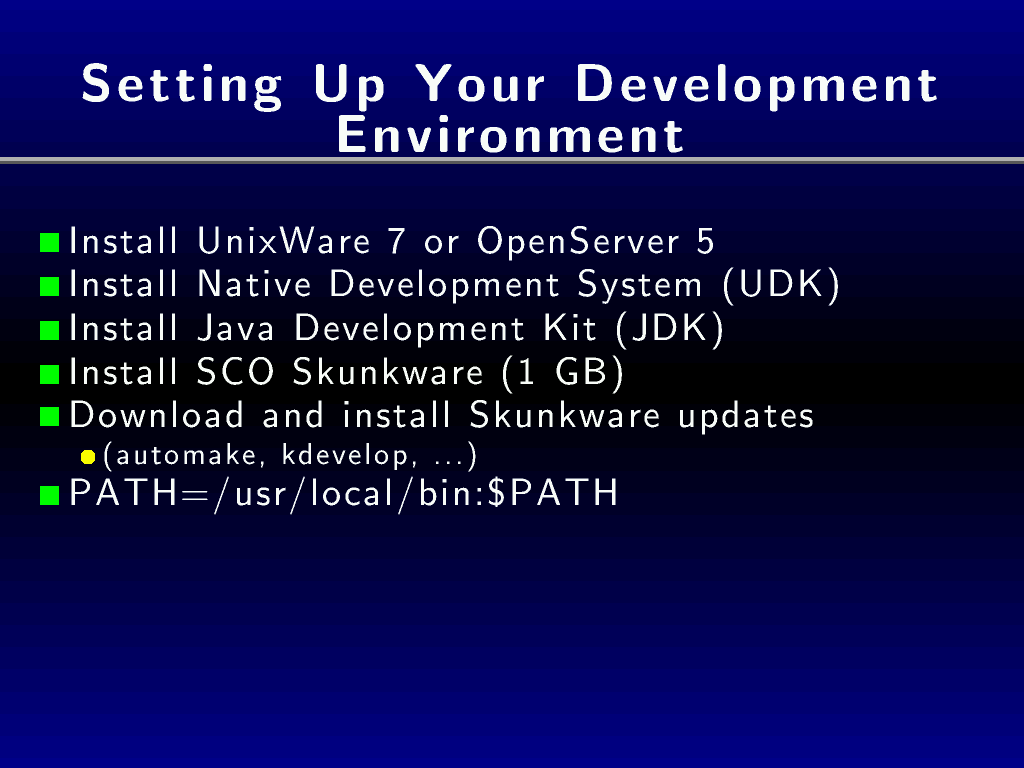 Setting Up Your Development
Environment
Install UnixWare 7 or OpenServer 5
Install Native Development System (UDK)
Install Java Development Kit (JDK)
Install SCO Skunkware (1 GB)
Download and install Skunkware updates
(automake, kdevelop, ...)
PATH=/usr/local/bin:$PATH